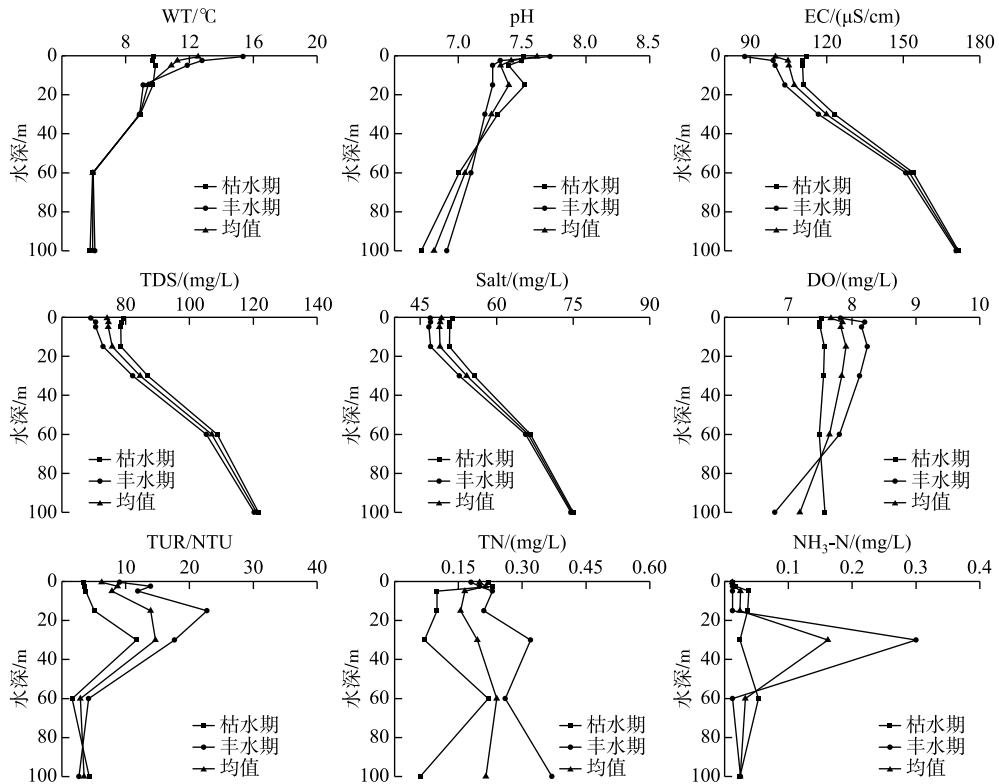 WT/℃
8 12 16 20
0
20
40
60
80
100
水深/m
枯水期
丰水期
均值
pH
7.0 7.5 8.0 8.5
0
20
40
60
80
100
水深/m
枯水期
丰水期
均值
EC/(μS/cm)
90 120 150 180
0
20
40
60
80
100
水深/m
枯水期
丰水期
均值
TDS/(mg/L)
80 100 120 140
0
20
40
60
80
100
水深/m
枯水期
丰水期
均值
Salt/(mg/L)
45 60 75 90
0
20
40
60
80
100
水深/m
枯水期
丰水期
均值
DO/(mg/L)
7 8 9 10
0
20
40
60
80
100
水深/m
枯水期
丰水期
均值
TUR/NTU
10 20 30 40
0
20
40
60
80
100
水深/m
枯水期
丰水期
均值
TN/(mg/L)
0.15 0.30 0.45 0.60
0
20
40
60
80
100
水深/m
枯水期
丰水期
均值
NH₃-N/(mg/L)
0.1 0.2 0.3 0.4
0
20
40
60
80
100
水深/m
枯水期
丰水期
均值